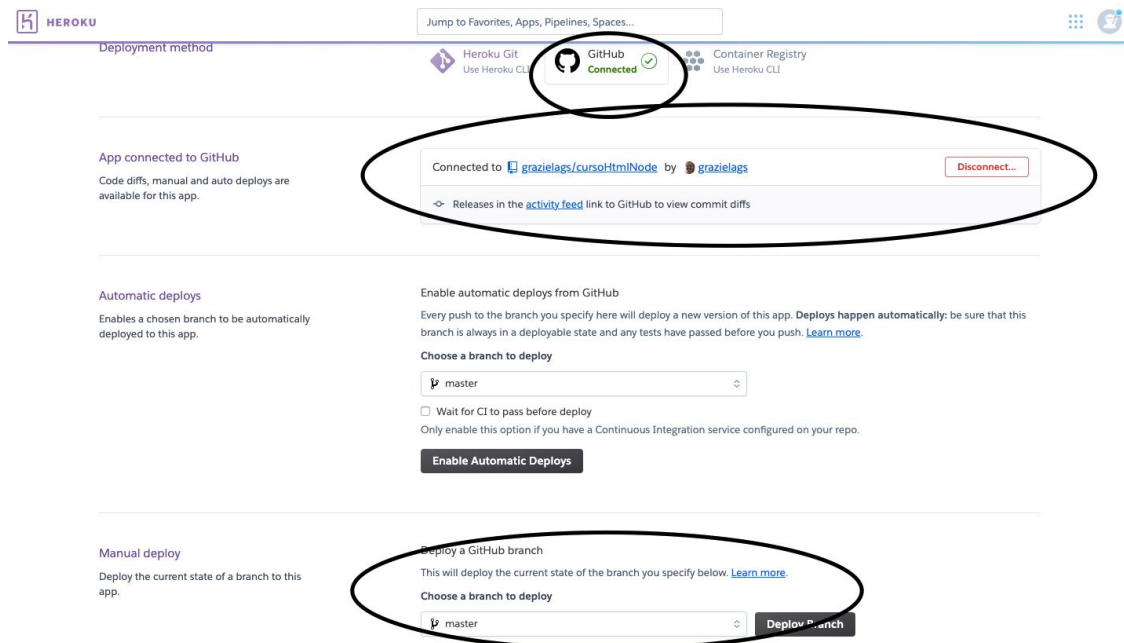 HEROKU
Jump to Favorites, Apps, Pipelines, Spaces...
Deployment method
Heroku Git
Use Heroku CLI
GitHub
Connected
Container Registry
Use Heroku CLI
App connected to GitHub
Code diffs, manual and auto deploys are
available for this app.
Connected to grazielags/cursoHtmlNode by grazielags
Disconnect...
Releases in the activity feed link to GitHub to view commit diffs
Automatic deploys
Enables a chosen branch to be automatically
deployed to this app.
Enable automatic deploys from GitHub
Every push to the branch you specify here will deploy a new version of this app. Deploys happen automatically: be sure that this
branch is always in a deployable state and any tests have passed before you push. Learn more.
Choose a branch to deploy
master
Wait for CI to pass before deploy
Only enable this option if you have a Continuous Integration service configured on your repo.
Enable Automatic Deploys
Manual deploy
Deploy the current state of a branch to this
app.
Deploy a GitHub branch
This will deploy the current state of the branch you specify below. Learn more.
Choose a branch to deploy
master
Deploy Branch